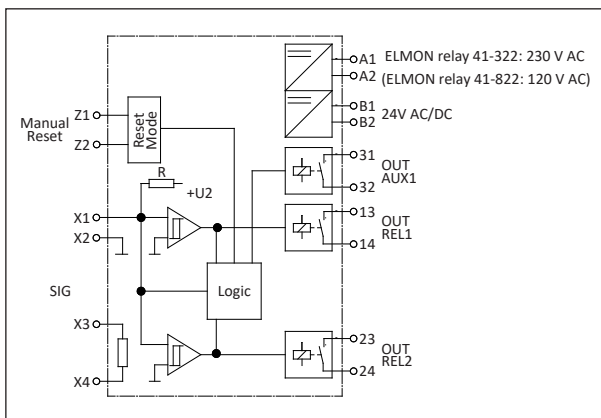 A1 ELMON relay 41-322: 230 V AC
A2 (ELMON relay 41-822: 120 V AC)
B1
24V AC/DC
B2
Z1
Manual
Reset
Z2
Reset
Mode
31
OUT
AUX1
32
R
+U2
X1
X2
13
OUT
REL1
14
SIG
Logic
X3
X4
23
OUT
REL2
24